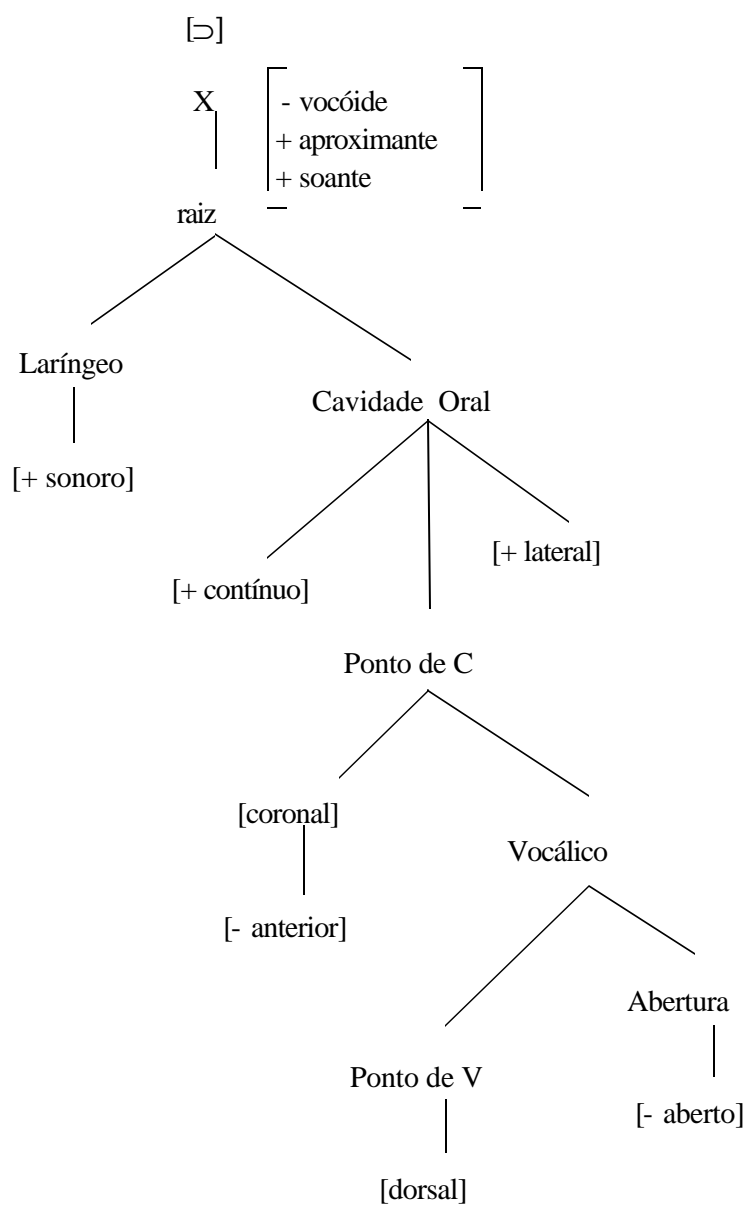 [⊃]
X
- vocóide
+ aproximante
+ soante
raiz
Laríngeo
Cavidade Oral
[+ sonoro]
[+ lateral]
[+ contínuo]
Ponto de C
[coronal]
Vocálico
[- anterior]
Abertura
Ponto de V
[- aberto]
[dorsal]